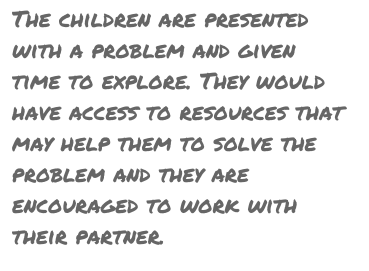 The children are presented
with a problem and given
time to explore. They would
have access to resources that
may help them to solve the
problem and they are
encouraged to work with
their partner.